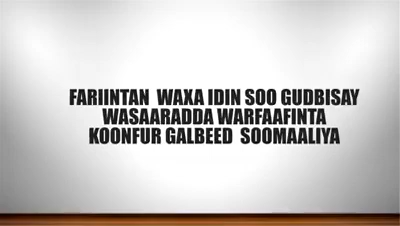 FARIINTAN WAXA IDIN SOO GUDBISAY
WASAARADDA WARFAAFINTA
KOONFUR GALBEED SOOMAALIYA